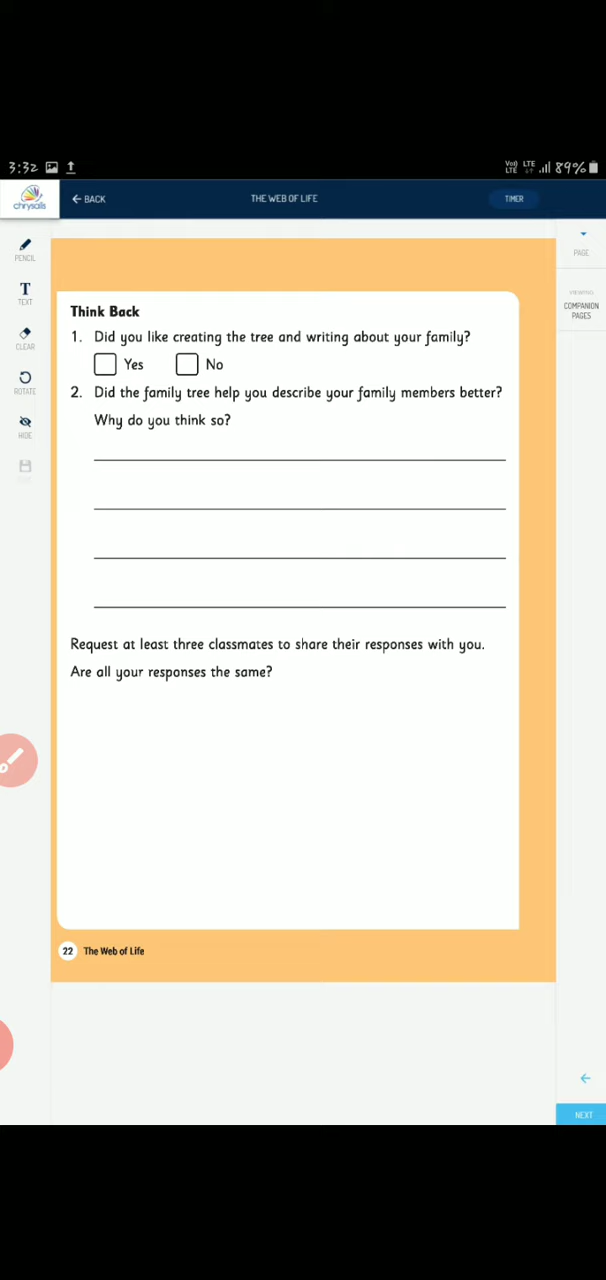 3:32
Vo) LTE
LTE
89%
chrysalis
← BACK
THE WEB OF LIFE
TIMER
PENCIL
TEXT
CLEAR
ROTATE
HIDE
PAGE
COMPANION
PAGES
Think Back
1. Did you like creating the tree and writing about your family?
Yes No
2. Did the family tree help you describe your family members better?
Why do you think so?
Request at least three classmates to share their responses with you.
Are all your responses the same?
22 The Web of Life
NEXT